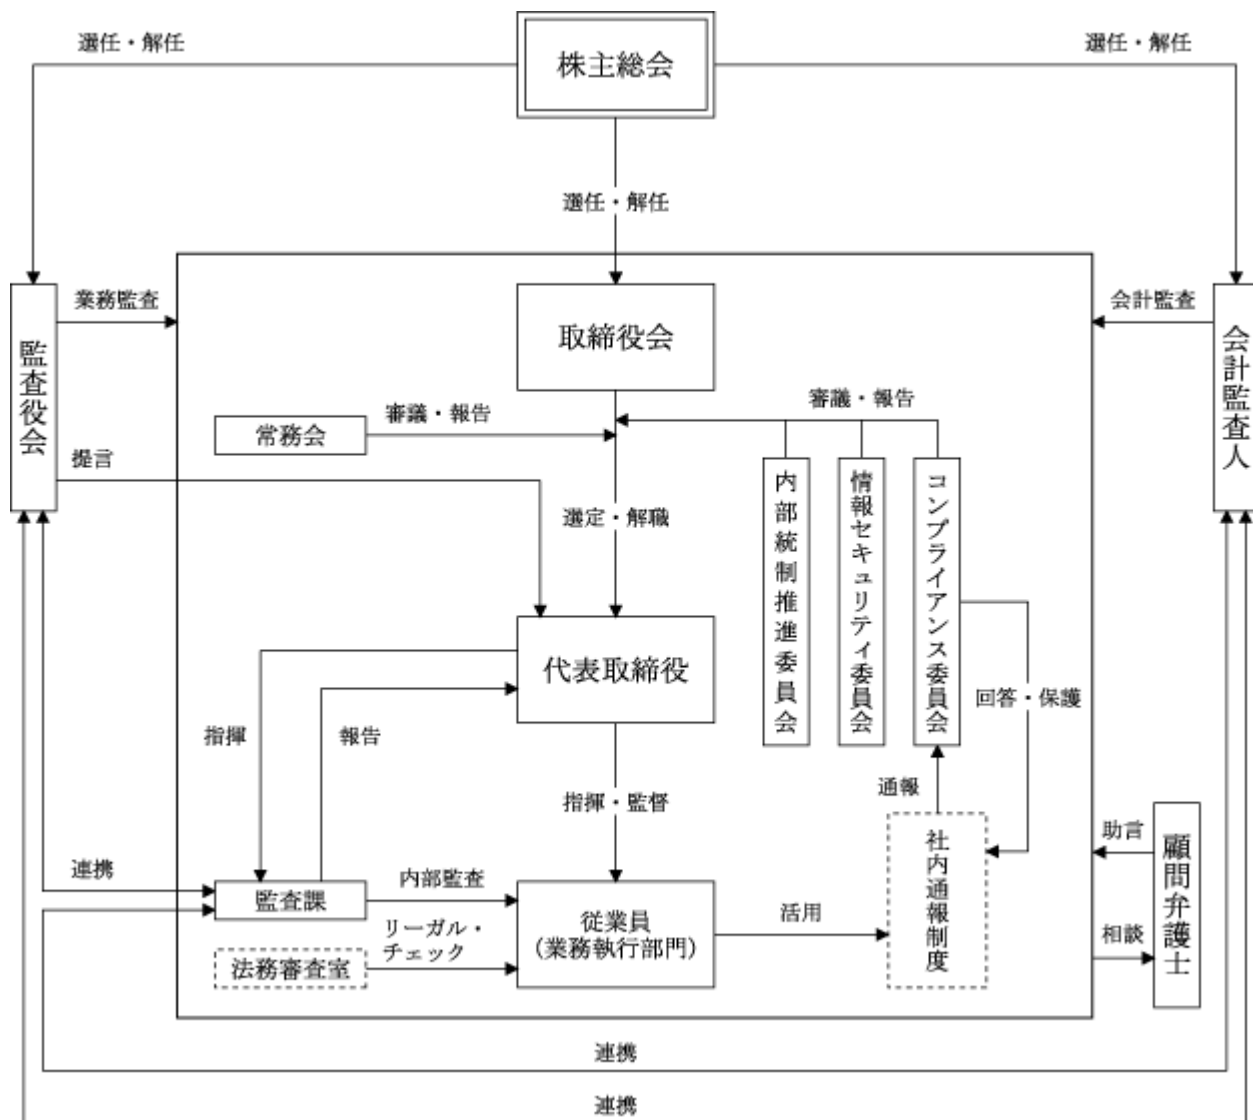 選任・解任
株主総会
選任・解任
選任・解任
監査役会
業務監査
取締役会
会計監査
会計監査人
常務会
審議・報告
審議・報告
提言
選定・解職
内部統制推進委員会
情報セキュリティ委員会
コンプライアンス委員会
代表取締役
回答・保護
指揮
報告
指揮・監督
通報
社内通報制度
助言
相談
顧問弁護士
連携
監査課
内部監査
リーガル・
チェック
法務審査室
従業員
(業務執行部門)
活用
連携
連携